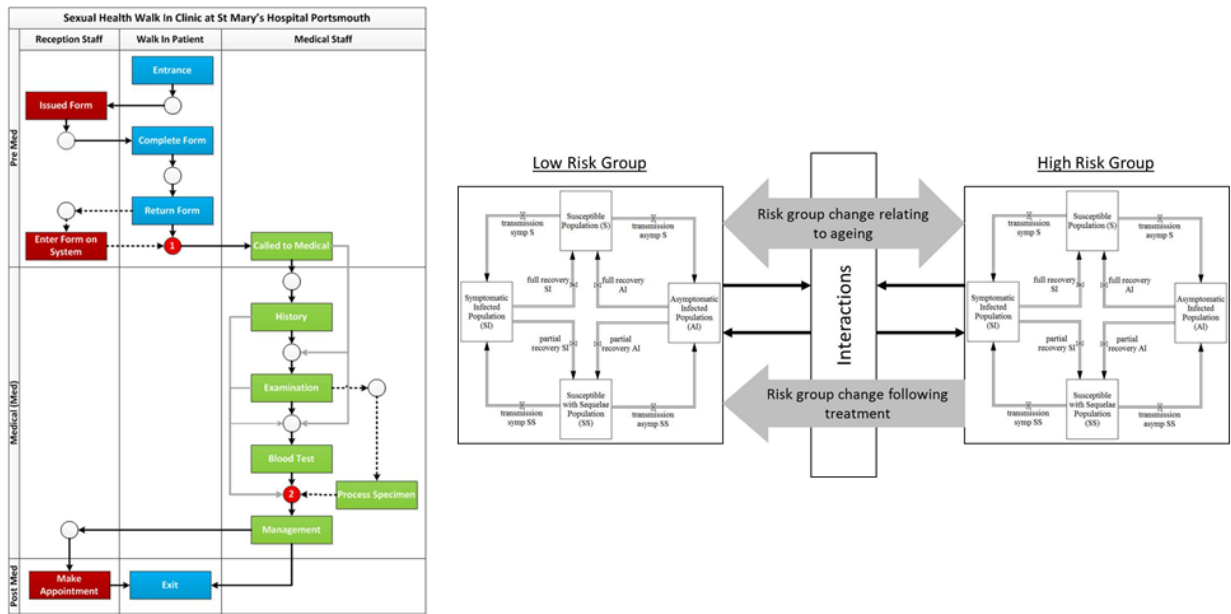 Sexual Health Walk In Clinic at St Mary's Hospital Portsmouth
Reception Staff
Walk In Patient
Medical Staff
Pre Med
Entrance
Issued Form
Complete Form
Return Form
Enter Form on
System
1
Called to Medical
Medical (Med)
History
Examination
Blood Test
2
Process Specimen
Management
Post Med
Make
Appointment
Exit
Low Risk Group
Susceptible
Population (S)
transmission
symp S
transmission
asymp S
full recovery
SI
full recovery
AI
Symptomatic
Infected
Population
(SI)
Asymptomatic
Infected
Population
(AI)
partial
recovery SI
partial
recovery AI
Susceptible
with Sequelae
Population
(SS)
transmission
symp SS
transmission
asymp SS
Risk group change relating
to ageing
Interactions
Risk group change following
treatment
High Risk Group
Susceptible
Population (S)
transmission
symp S
transmission
asymp S
full recovery
SI
full recovery
AI
Symptomatic
Infected
Population
(SI)
Asymptomatic
Infected
Population (AI)
partial
recovery SI
partial
recovery AI
Susceptible
with Sequelae
Population
(SS)
transmission
symp SS
transmission
asymp SS